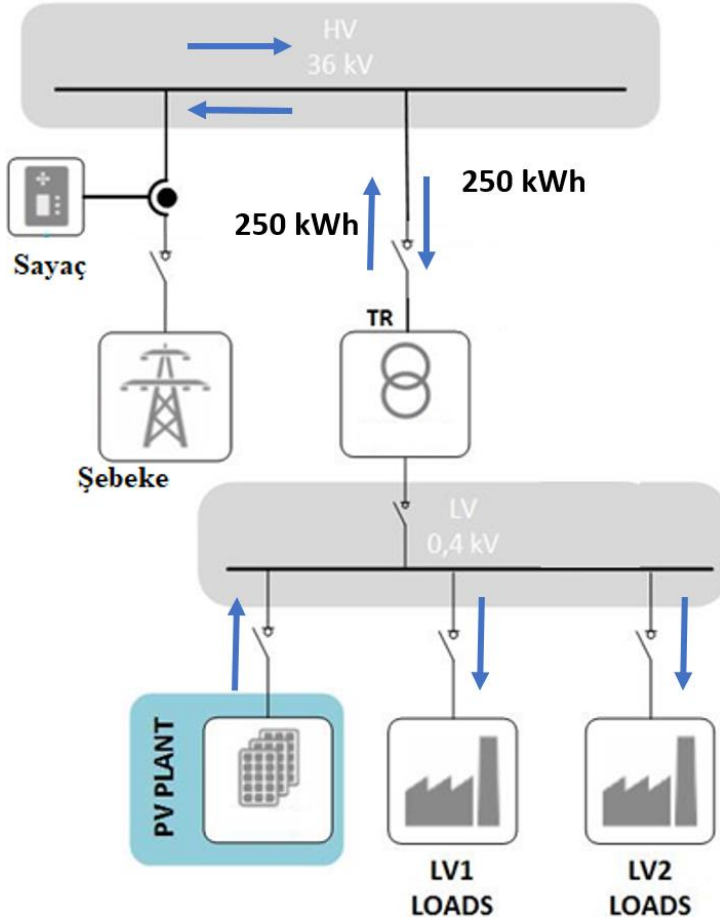 HV
36 kV
250 kWh
250 kWh
Sayaç
TR
Şebeke
LV
0,4 kV
PV PLANT
LV1
LOADS
LV2
LOADS